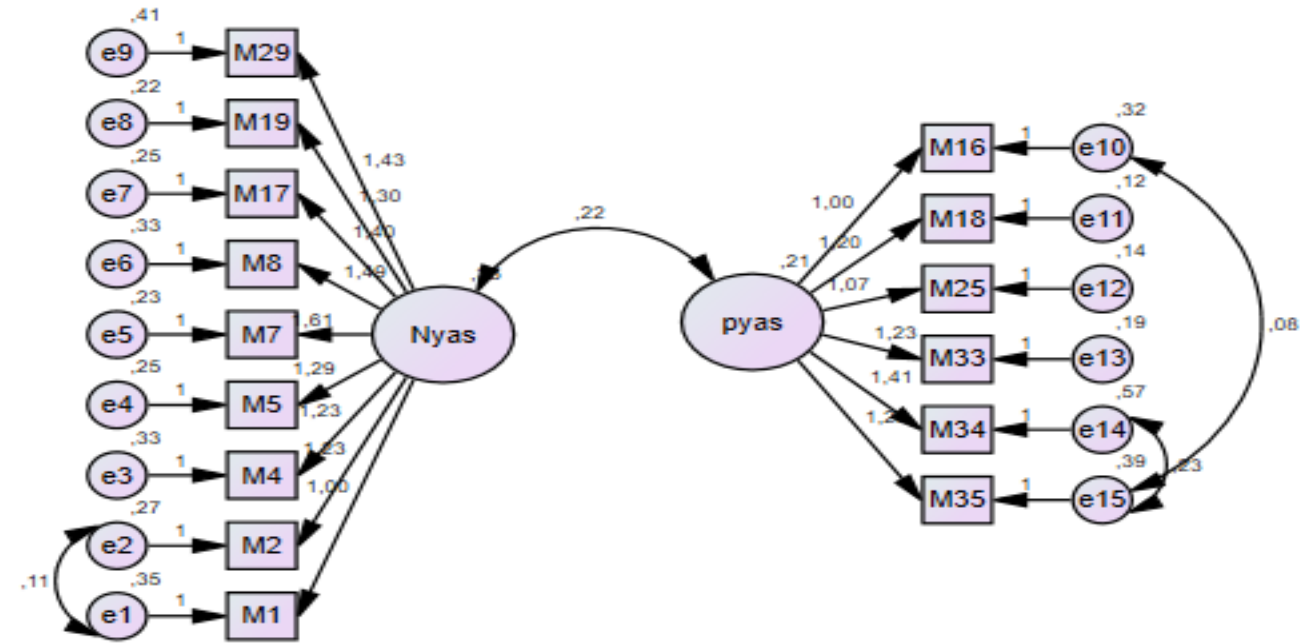 ,41
e9 1 M29
,22
e8 1 M19
,25
e7 1 M17
,33
e6 1 M8
,23
e5 1 M7
,25
e4 1 M5
,33
e3 1 M4
,27
e2 1 M2
,35
e1 1 M1
,11
1,43
1,30
1,40
1,49
1,61
1,29
1,23
1,23
1,00
Nyas
,22
,21
pyas
1,00
1,20
1,07
1,23
1,41
,32
M16 1 e10
,12
M18 1 e11
,14
M25 1 e12
,19
M33 1 e13
,57
M34 1 e14
,39
M35 1 e15
,08
,23